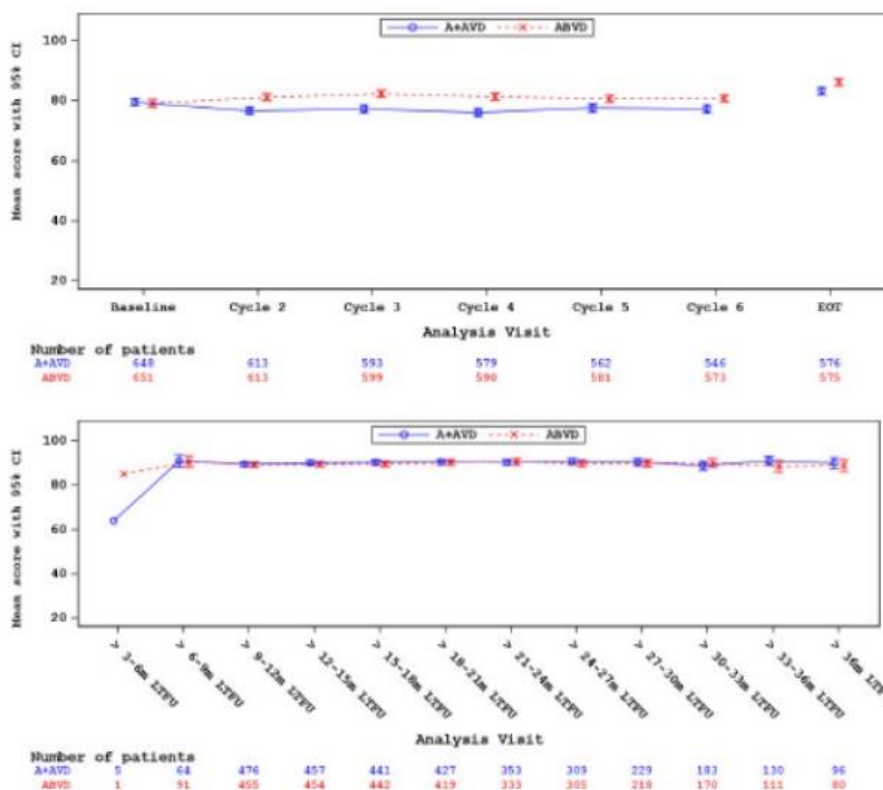 A+AVD ABVD
Mean score with 95% CI
100
80
60
40
20
Baseline Cycle 2 Cycle 3 Cycle 4 Cycle 5 Cycle 6 EOT
Analysis Visit
Number of patients
A+AVD 648 613 593 579 562 546 576
ABVD 651 613 599 590 581 573 575
A+AVD ABVD
Mean score with 95% CI
100
80
60
40
20
> 3-6m LTFU > 6-9m LTFU > 9-12m LTFU > 12-15m LTFU > 15-18m LTFU > 18-21m LTFU > 21-24m LTFU > 24-27m LTFU > 27-30m LTFU > 30-33m LTFU > 33-36m LTFU > 36m LT
Analysis Visit
Number of patients
A+AVD 5 64 476 457 441 427 353 309 229 183 130 96
ABVD 1 91 455 454 442 419 333 305 218 170 111 80